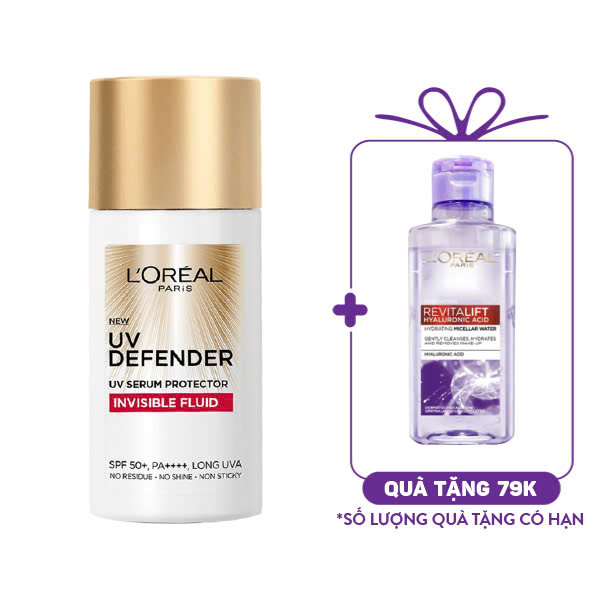 L'ORÉAL
PARIS
NEW
UV
DEFENDER
UV SERUM PROTECTOR
INVISIBLE FLUID
SPF 50+, PA++++, LONG UVA
NO RESIDUE - NO SHINE - NON STICKY
+
L'ORÉAL
PARIS
REVITALIFT
HYALURONIC ACID
HYDRATING MICELLAR WATER
GENTLY CLEANSES, HYDRATES
AND REMOVES MAKE-UP
HYALURONIC ACID
QUÀ TẶNG 79K
*SỐ LƯỢNG QUÀ TẶNG CÓ HẠN